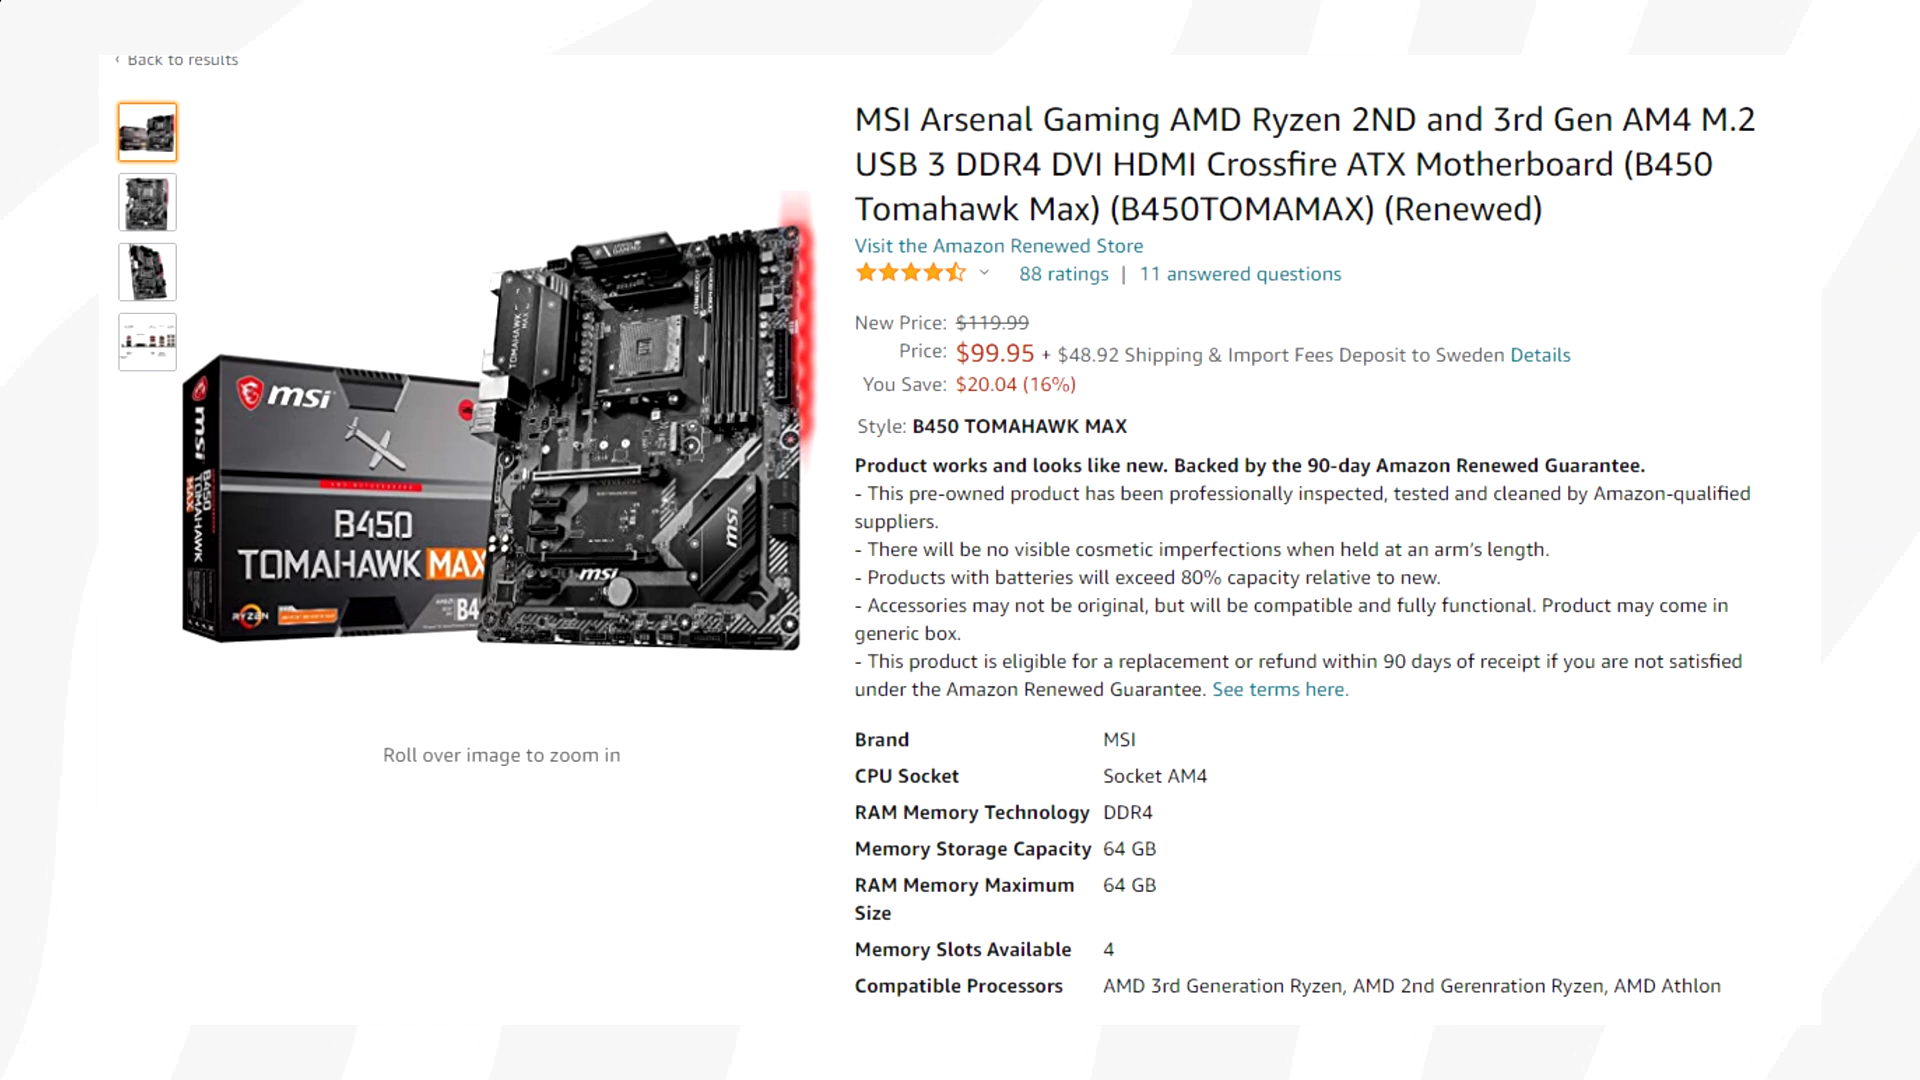 ‹ Back to results
MSI Arsenal Gaming AMD Ryzen 2ND and 3rd Gen AM4 M.2
USB 3 DDR4 DVI HDMI Crossfire ATX Motherboard (B450
Tomahawk Max) (B450TOMAMAX) (Renewed)
Visit the Amazon Renewed Store
88 ratings | 11 answered questions
New Price: $119.99
Price: $99.95 + $48.92 Shipping & Import Fees Deposit to Sweden Details
You Save: $20.04 (16%)
Style: B450 TOMAHAWK MAX
Product works and looks like new. Backed by the 90-day Amazon Renewed Guarantee.
- This pre-owned product has been professionally inspected, tested and cleaned by Amazon-qualified
suppliers.
- There will be no visible cosmetic imperfections when held at an arm’s length.
- Products with batteries will exceed 80% capacity relative to new.
- Accessories may not be original, but will be compatible and fully functional. Product may come in
generic box.
- This product is eligible for a replacement or refund within 90 days of receipt if you are not satisfied
under the Amazon Renewed Guarantee. See terms here.
Brand MSI
CPU Socket Socket AM4
RAM Memory Technology DDR4
Memory Storage Capacity 64 GB
RAM Memory Maximum 64 GB
Size
Memory Slots Available 4
Compatible Processors AMD 3rd Generation Ryzen, AMD 2nd Gerenration Ryzen, AMD Athlon
msi
B450
TOMAHAWK MAX
RYZEN
B4
msi
B450
TOMAHAWK
MAX
TOMAHAWK
MAX
msi
msi
Roll over image to zoom in